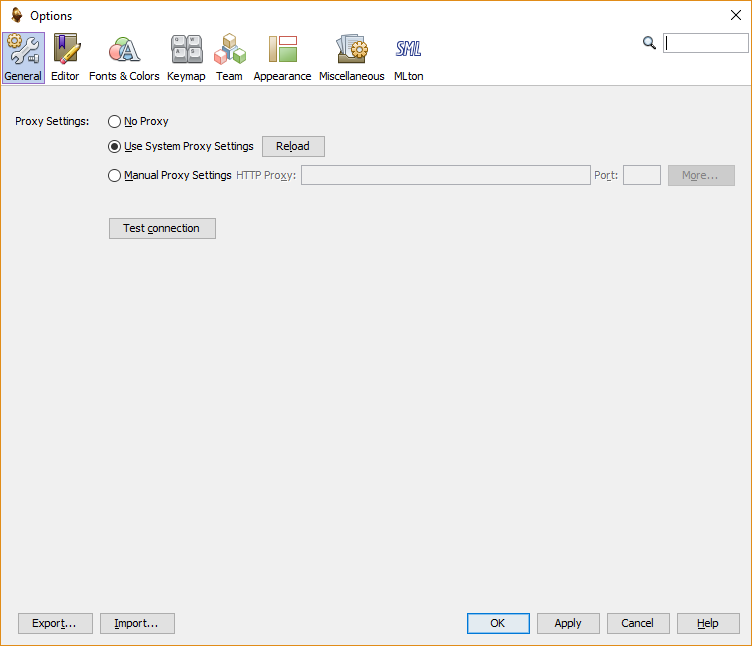 Options
SML
General Editor Fonts & Colors Keymap Team Appearance Miscellaneous MLton
Proxy Settings: No Proxy
Use System Proxy Settings Reload
Manual Proxy Settings HTTP Proxy: Port: More...
Test connection
Export... Import... OK Apply Cancel Help